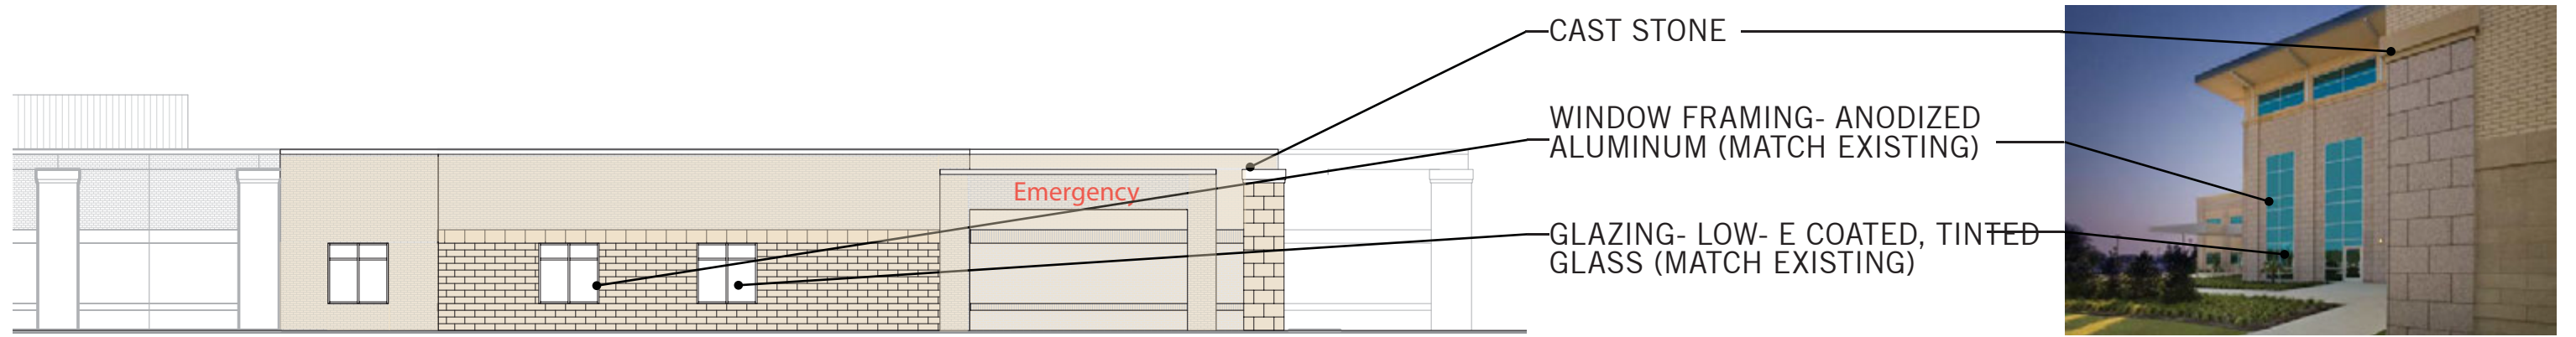 CAST STONE
Emergency
WINDOW FRAMING- ANODIZED
ALUMINUM (MATCH EXISTING)
GLAZING- LOW- E COATED, TINTED
GLASS (MATCH EXISTING)